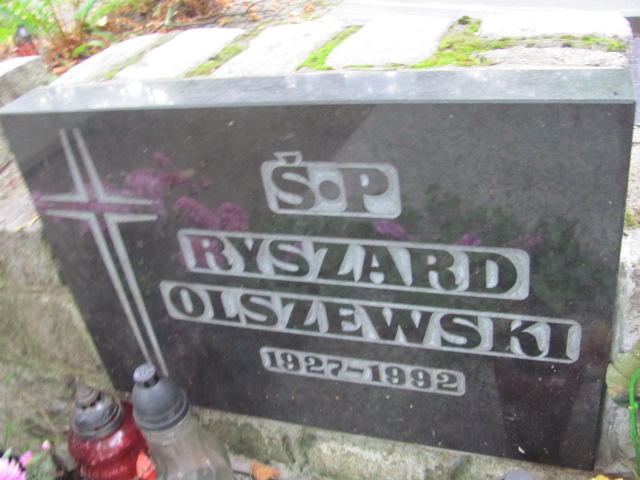 Ś.P
RYSZARD
OLSZEWSKI
1927-1992